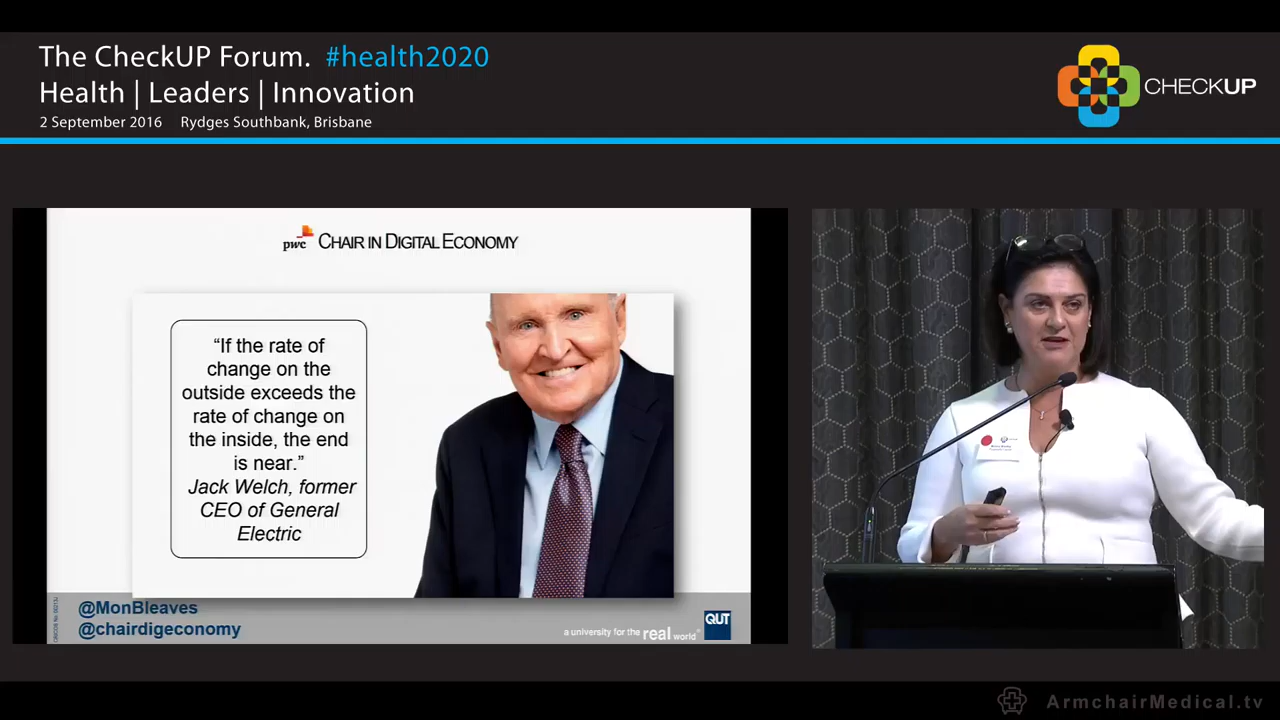 The CheckUP Forum. #health2020
Health | Leaders | Innovation
2 September 2016 Rydges Southbank, Brisbane
CHECKUP
pwc CHAIR IN DIGITAL ECONOMY
“If the rate of
change on the
outside exceeds the
rate of change on
the inside, the end
is near.”
Jack Welch, former
CEO of General
Electric
@MonBleaves
@chairdigeconomy
a university for the real world
QUT
ArmchairMedical.tv